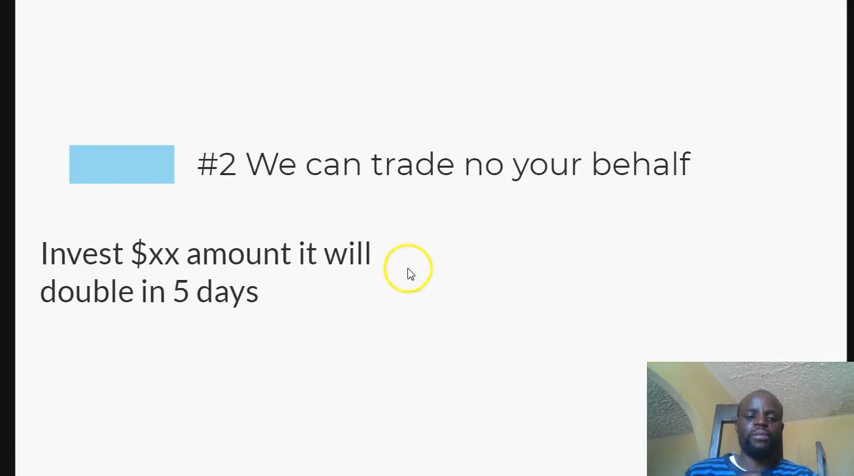 #2 We can trade no your behalf
Invest $xx amount it will
double in 5 days